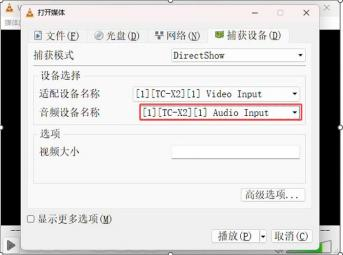 打开媒体
文件(F) 光盘(D) 网络(N) 捕获设备(D)
捕获模式 DirectShow
设备选择
适配设备名称 [1][TC-X2][1] Video Input
音频设备名称 [1][TC-X2][1] Audio Input
选项
视频大小
高级选项...
显示更多选项(M)
播放(P) 取消(C)